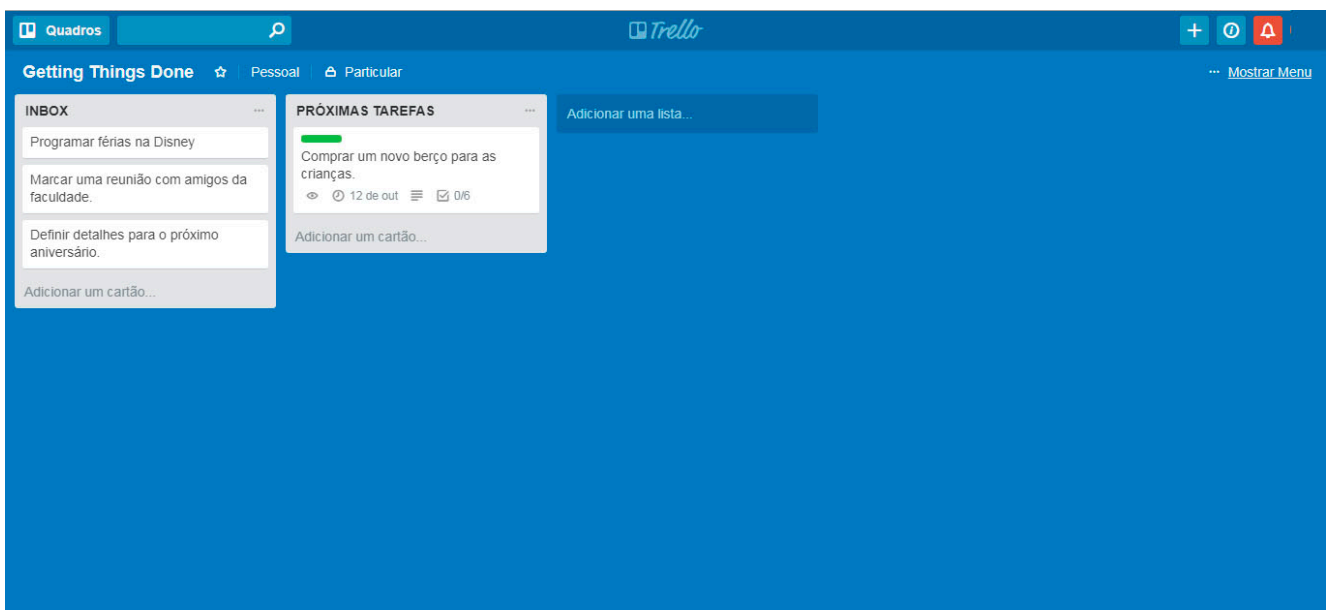 Quadros
Trello
Getting Things Done
Pessoal
Particular
... Mostrar Menu
INBOX
...
Programar férias na Disney
Marcar uma reunião com amigos da
faculdade.
Definir detalhes para o próximo
aniversário.
Adicionar um cartão...
PRÓXIMAS TAREFAS
...
Comprar um novo berço para as
crianças.
12 de out
0/6
Adicionar um cartão...
Adicionar uma lista...